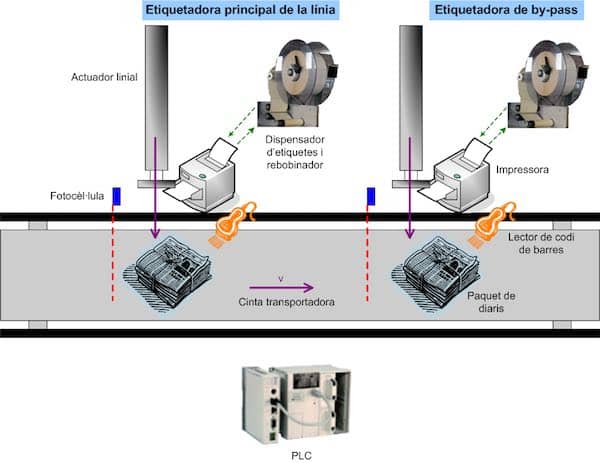 Etiquetadora principal de la línia
Etiquetadora de by-pass
Actuador linial
Dispensador
d'etiquetes i
rebobinador
Impressora
Fotocèl·lula
Lector de codi
de barres
v
Cinta transportadora
Paquet de
diaris
PLC